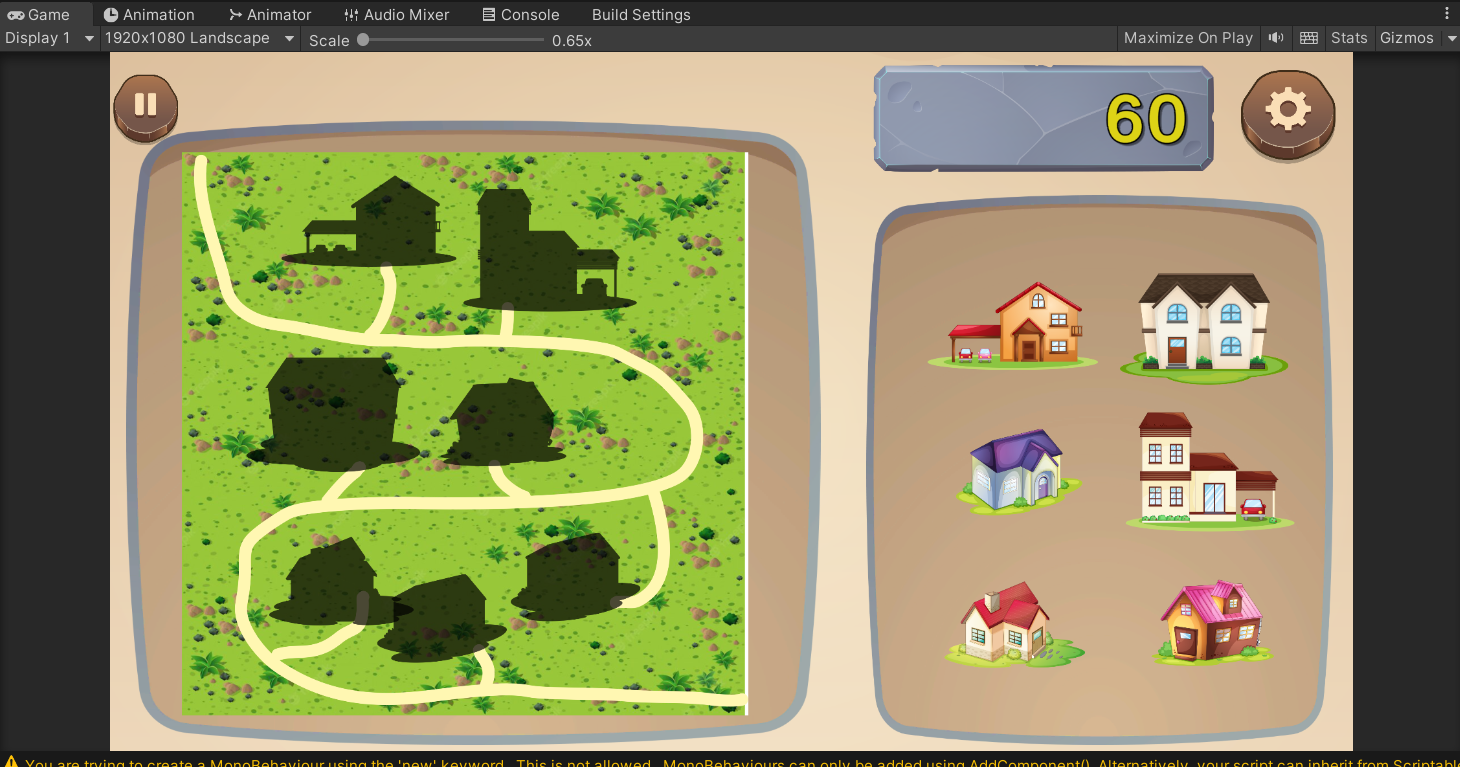 Game Animation Animator Audio Mixer Console Build Settings
Display 1 1920x1080 Landscape Scale 0.65x Maximize On Play Stats Gizmos
60
You are trying to create a MonoBehaviour using the 'new' keyword. This is not allowed. MonoBehaviours can only be added using AddComponent(). Alternatively, your script can inherit from Scriptable